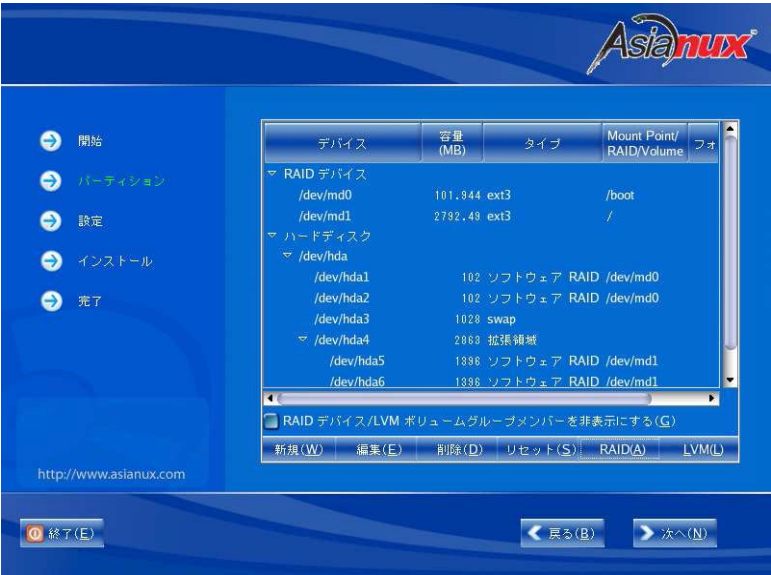 Asianux
開始
パーティション
設定
インストール
完了
http://www.asianux.com
デバイス 容量 (MB) タイプ Mount Point/ RAID/Volume フォ
RAID デバイス
/dev/md0 101.944 ext3 /boot
/dev/md1 2792.49 ext3 /
ハードディスク
/dev/hda
/dev/hda1 102 ソフトウェア RAID /dev/md0
/dev/hda2 102 ソフトウェア RAID /dev/md0
/dev/hda3 1028 swap
/dev/hda4 2863 拡張領域
/dev/hda5 1396 ソフトウェア RAID /dev/md1
/dev/hda6 1396 ソフトウェア RAID /dev/md1
RAID デバイス/LVM ボリュームグループメンバーを非表示にする(G)
新規(W) 編集(E) 削除(D) リセット(S) RAID(A) LVM(L)
終了(E) 戻る(B) 次へ(N)